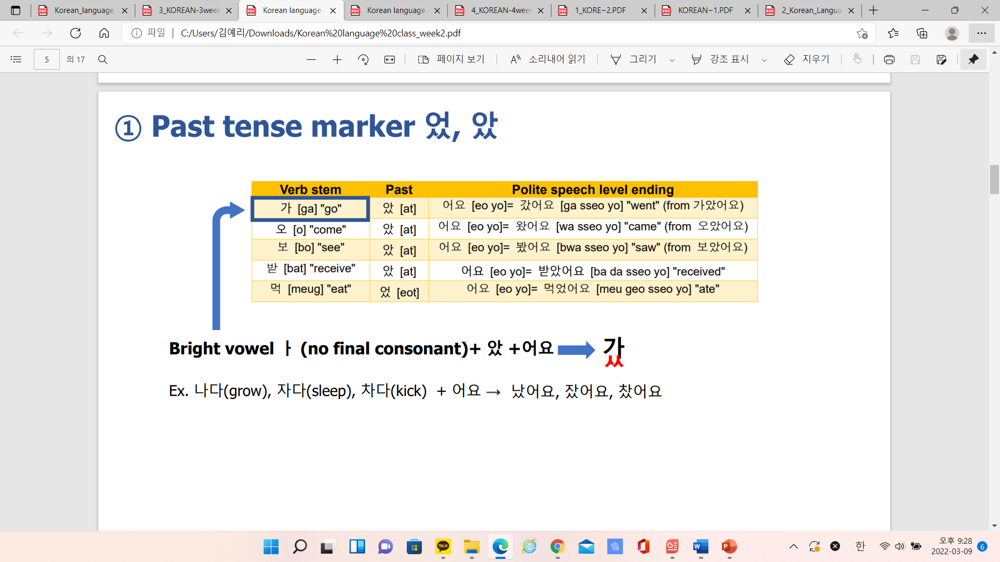 Korean_language_
3_KOREAN-3week
Korean language
Korean language
4_KOREAN-4week
1_KORE~2.PDF
KOREAN~1.PDF
2_Korean_Langua
파일
C:/Users/김예리/Downloads/Korean%20language%20class_week2.pdf
5 의 17
페이지 보기
소리내어 읽기
그리기
강조 표시
지우기
① Past tense marker 었, 았
Verb stem Past Polite speech level ending
가 [ga] "go" 았 [at] 어요 [eo yo]= 갔어요 [ga sseo yo] "went" (from 가았어요)
오 [o] "come" 았 [at] 어요 [eo yo]= 왔어요 [wa sseo yo] "came" (from 오았어요)
보 [bo] "see" 았 [at] 어요 [eo yo]= 봤어요 [bwa sseo yo] "saw" (from 보았어요)
받 [bat] "receive" 았 [at] 어요 [eo yo]= 받았어요 [ba da sseo yo] "received"
먹 [meug] "eat" 었 [eot] 어요 [eo yo]= 먹었어요 [meu geo sseo yo] "ate"
Bright vowel ㅏ (no final consonant)+ 았 +어요 갔
Ex. 나다(grow), 자다(sleep), 차다(kick) + 어요 → 났어요, 잤어요, 찼어요
TALK
한
오후 9:28
2022-03-09
6